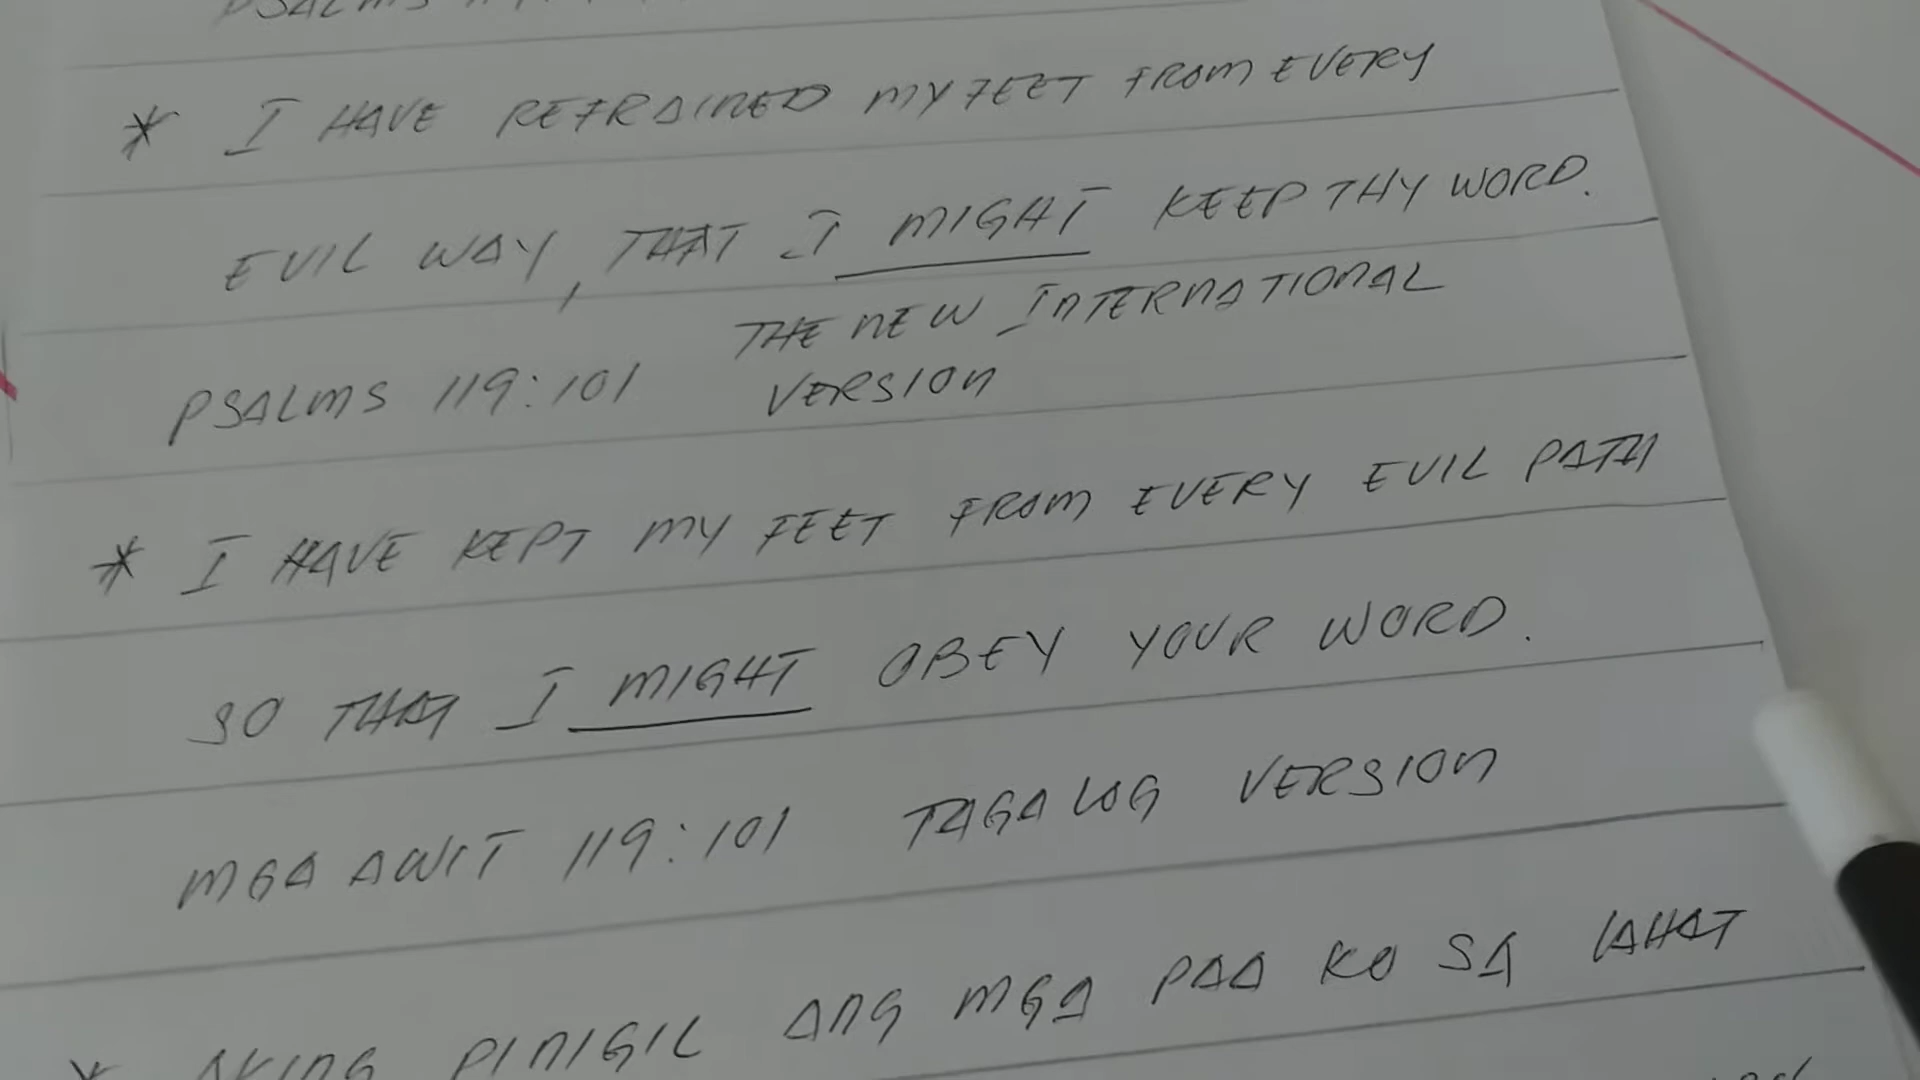 PSALMS
* I HAVE REFRAINED MY FEET FROM EVERY
EVIL WAY, THAT I MIGHT KEEP THY WORD.
PSALMS 119:101 THE NEW INTERNATIONAL
VERSION
* I HAVE KEPT MY FEET FROM EVERY EVIL PATH
SO THAT I MIGHT OBEY YOUR WORD.
MGA AWIT 119:101 TAGALOG VERSION
* AKING PINIGIL ANG MGA PAA KO SA LAHAT